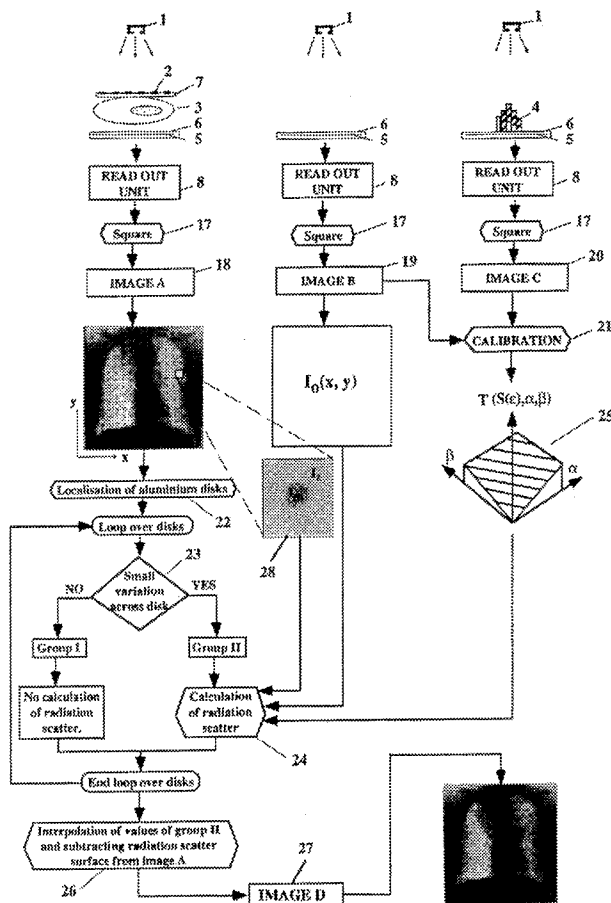 1 1 1
2
7
3
4
6 6 6
5 5 5
READ OUT UNIT READ OUT UNIT READ OUT UNIT
8 8 8
Square Square Square
17 17 17
18 19 20
IMAGE A IMAGE B IMAGE C
21
CALIBRATION
I₀(x, y)
T (S(ε),α,β)
y
x
25
β
α
Localisation of aluminium disks
22
Loop over disks
28
23
Small variation across disk
NO YES
Group I Group II
No calculation of radiation scatter.
Calculation of radiation scatter
24
End loop over disks
Interpolation of values of group II
and subtracting radiation scatter
surface from image A
26
27
IMAGE D